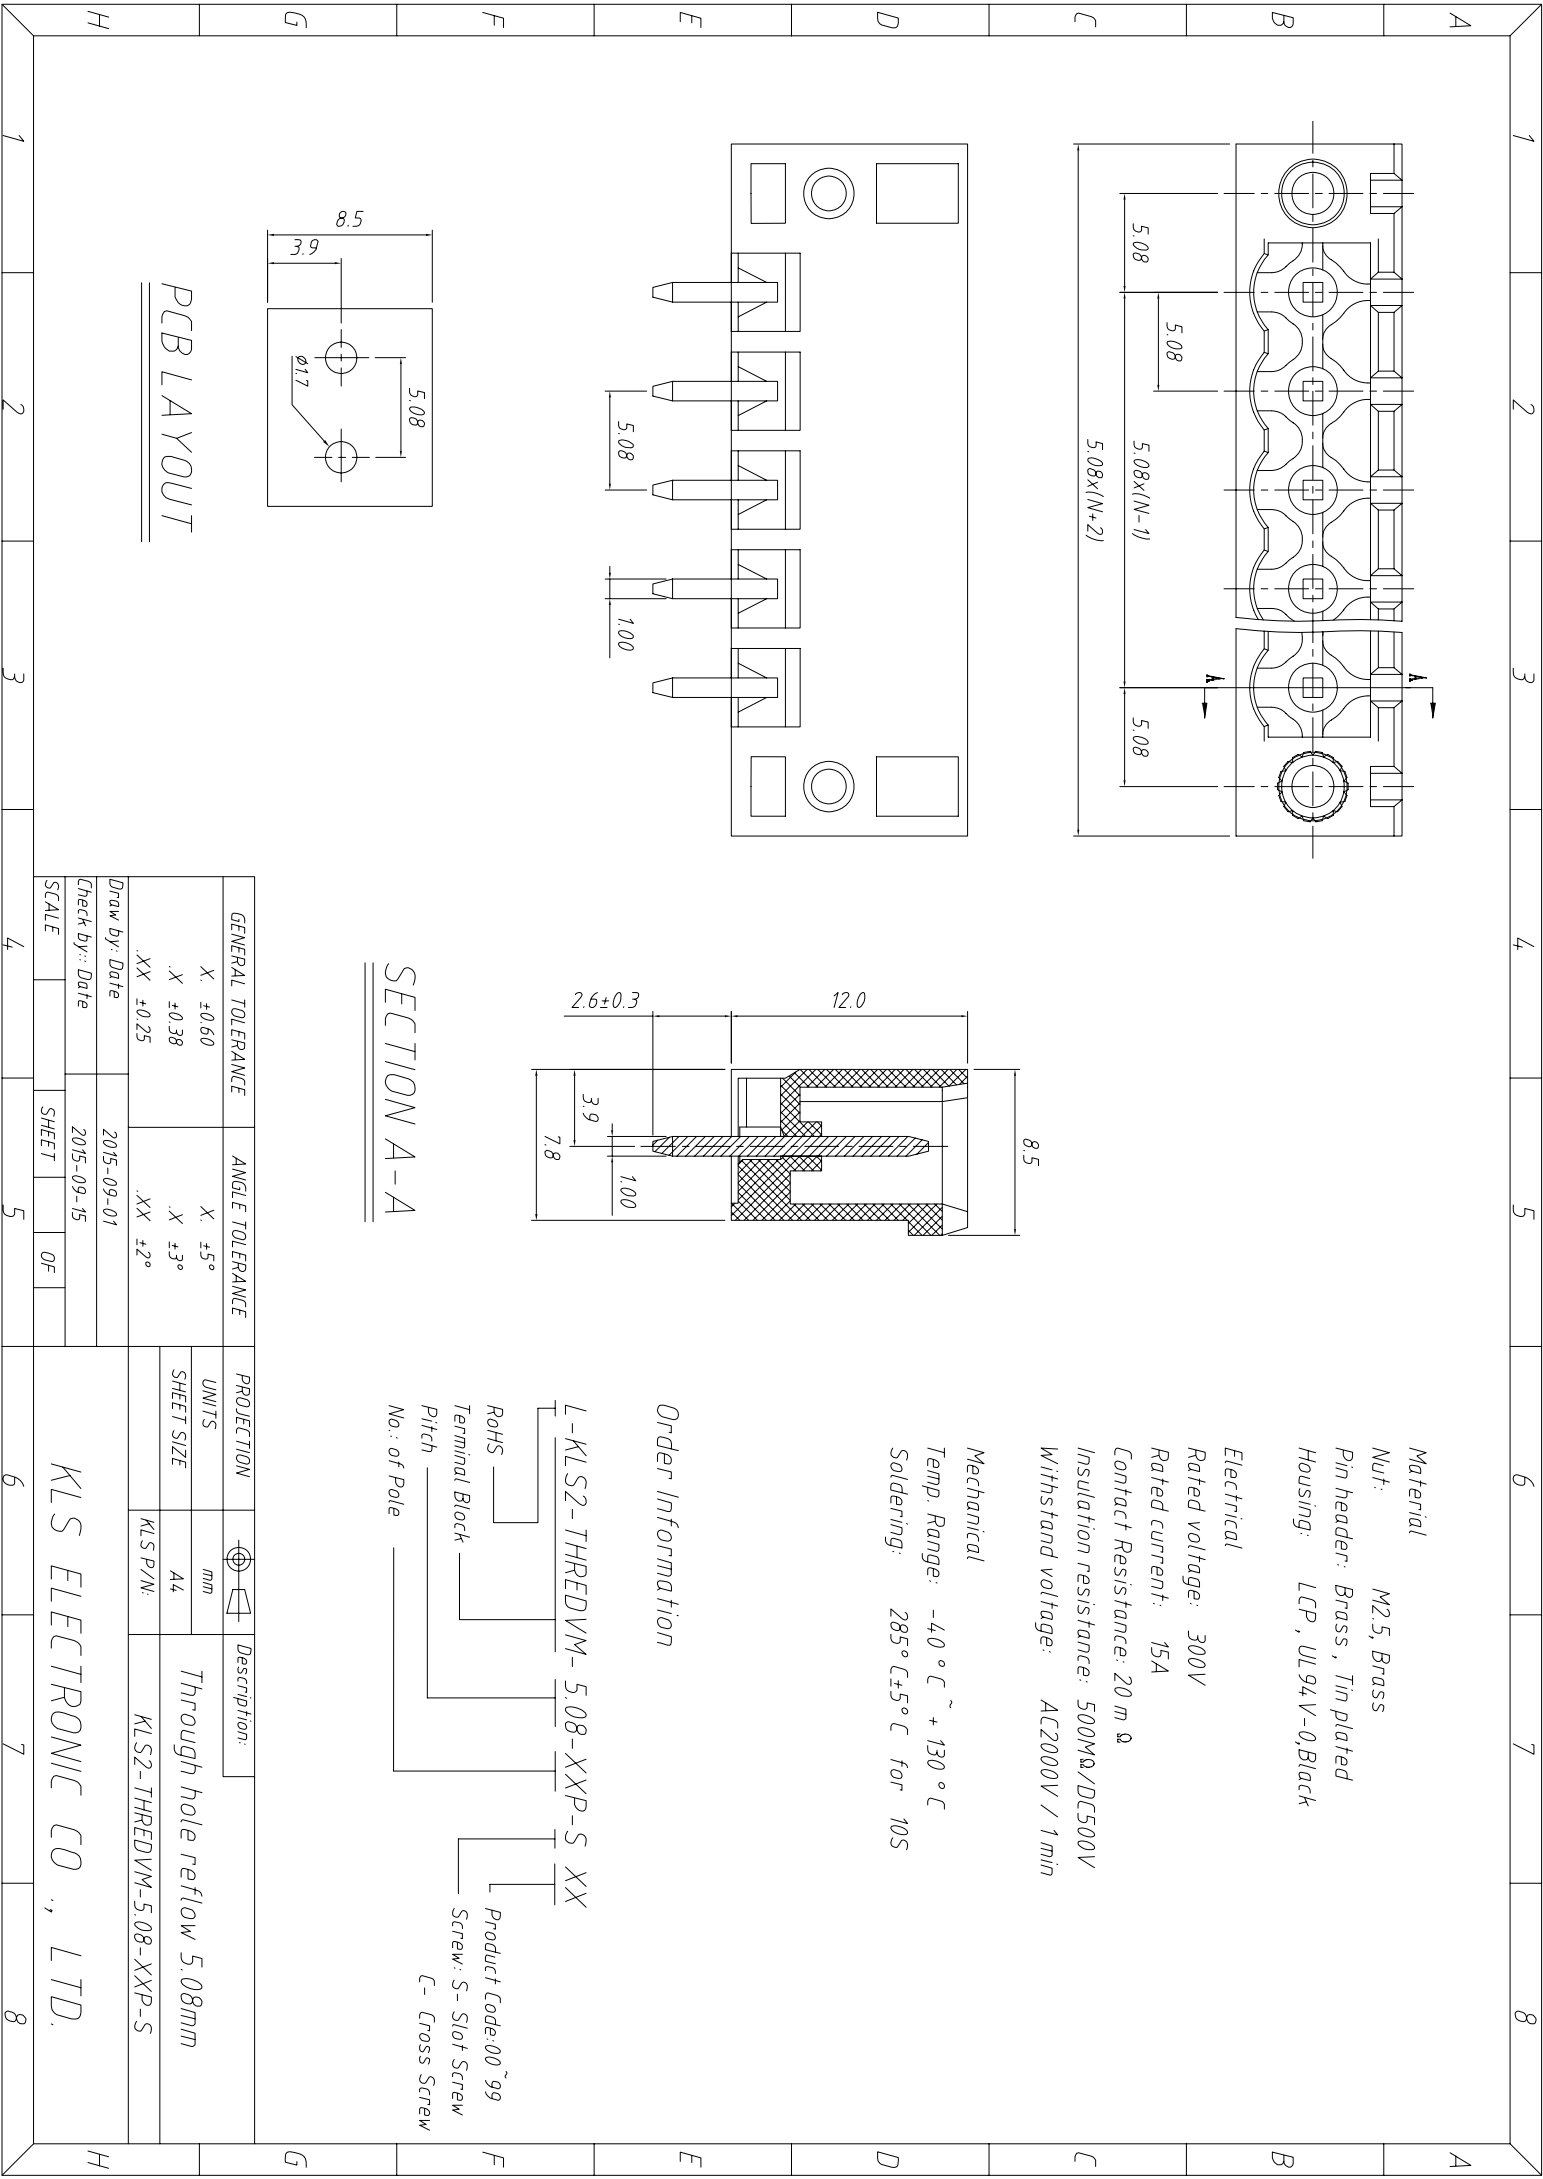 1 2 3 4 5 6 7 8
A
B
C
D
E
F
G
H
A
B
C
D
E
F
G
H
A
A
5.08
5.08
5.08
5.08x(N-1)
5.08x(N+2)
5.08
1.00
8.5
3.9
5.08
ø1.7
PCB LAYOUT
8.5
12.0
2.6±0.3
3.9
1.00
7.8
SECTION A-A
Material
Nut: M2.5, Brass
Pin header: Brass , Tin plated
Housing: LCP , UL94V-0,Black
Electrical
Rated voltage: 300V
Rated current: 15A
Contact Resistance: 20 m Ω
Insulation resistance: 500MΩ/DC500V
Withstand voltage: AC2000V / 1 min
Mechanical
Temp. Range: -40 °C ~ + 130 °C
Soldering: 285°C±5°C for 10S
Order Information
L-KLS2-THREDVM- 5.08-XXP-S XX
RoHS
Terminal Block
Pitch
No.: of Pole
Product Code:00~99
Screw: S- Slot Screw
C- Cross Screw
GENERAL TOLERANCE ANGLE TOLERANCE
X. ±0.60 X. ±5°
.X ±0.38 .X ±3°
.XX ±0.25 .XX ±2°
Draw by: Date 2015-09-01
Check by:: Date 2015-09-15
SCALE SHEET OF
PROJECTION
UNITS mm
SHEET SIZE A4
Description:
Through hole reflow 5.08mm
KLS P/N: KLS2-THREDVM-5.08-XXP-S
KLS ELECTRONIC CO ., LTD.
1 2 3 4 5 6 7 8